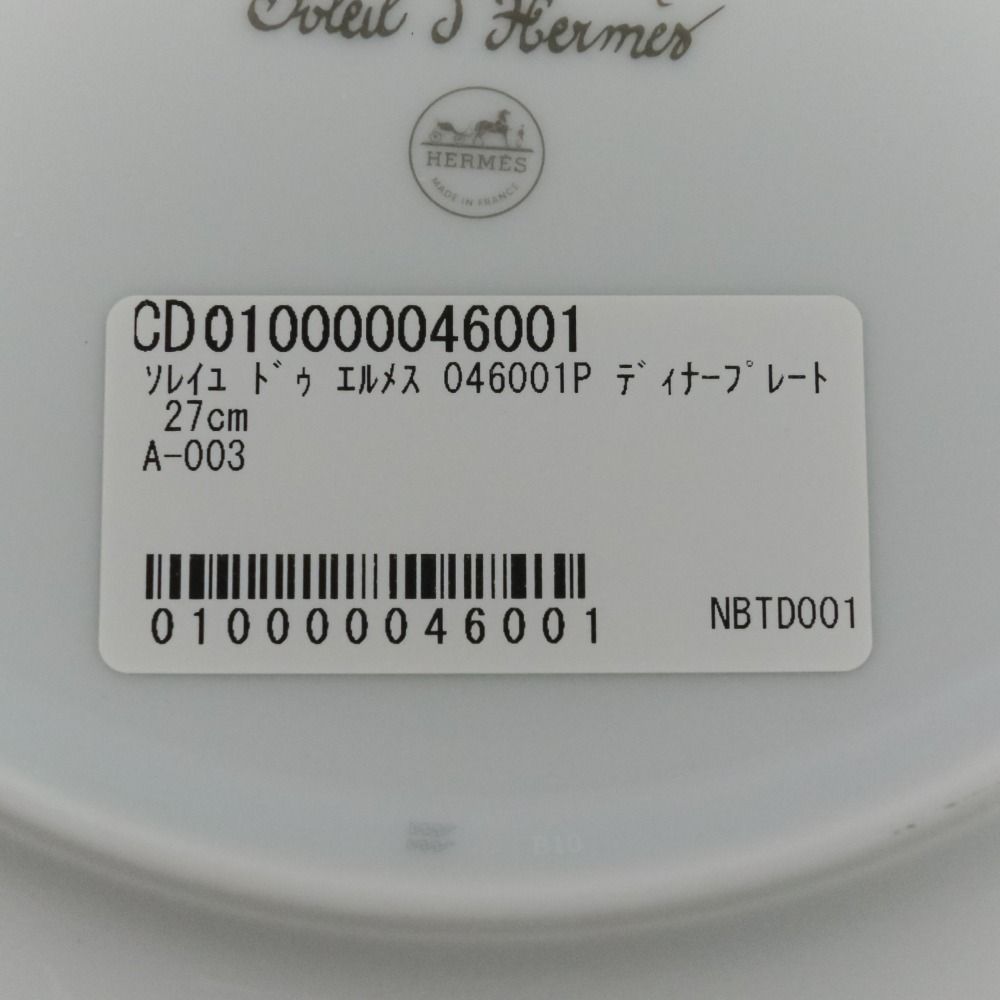 Soleil d'Hermès
HERMÈS
MADE IN FRANCE
CD010000046001
ｿﾚｲﾕ ﾄﾞｩ ｴﾙﾒｽ 046001P ﾃﾞｨﾅｰﾌﾟﾚｰﾄ
27cm
A-003
010000046001
NBTD001
B10